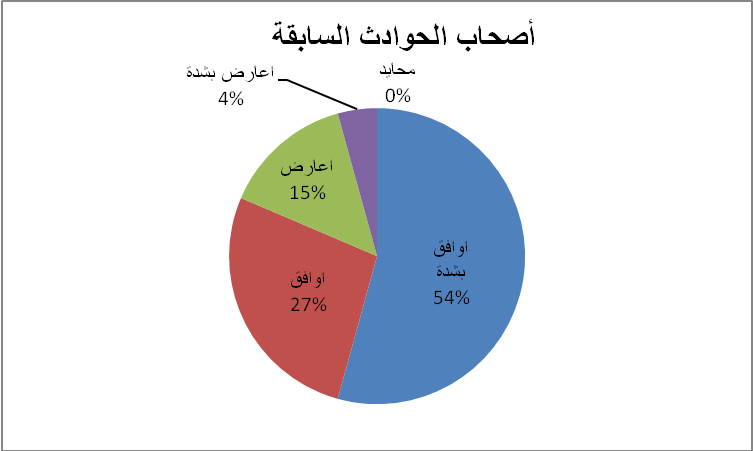 أصحاب الحوادث السابقة
محايد
0%
اعارض بشدة
4%
اعارض
15%
اوافق
بشدة
54%
اوافق
27%